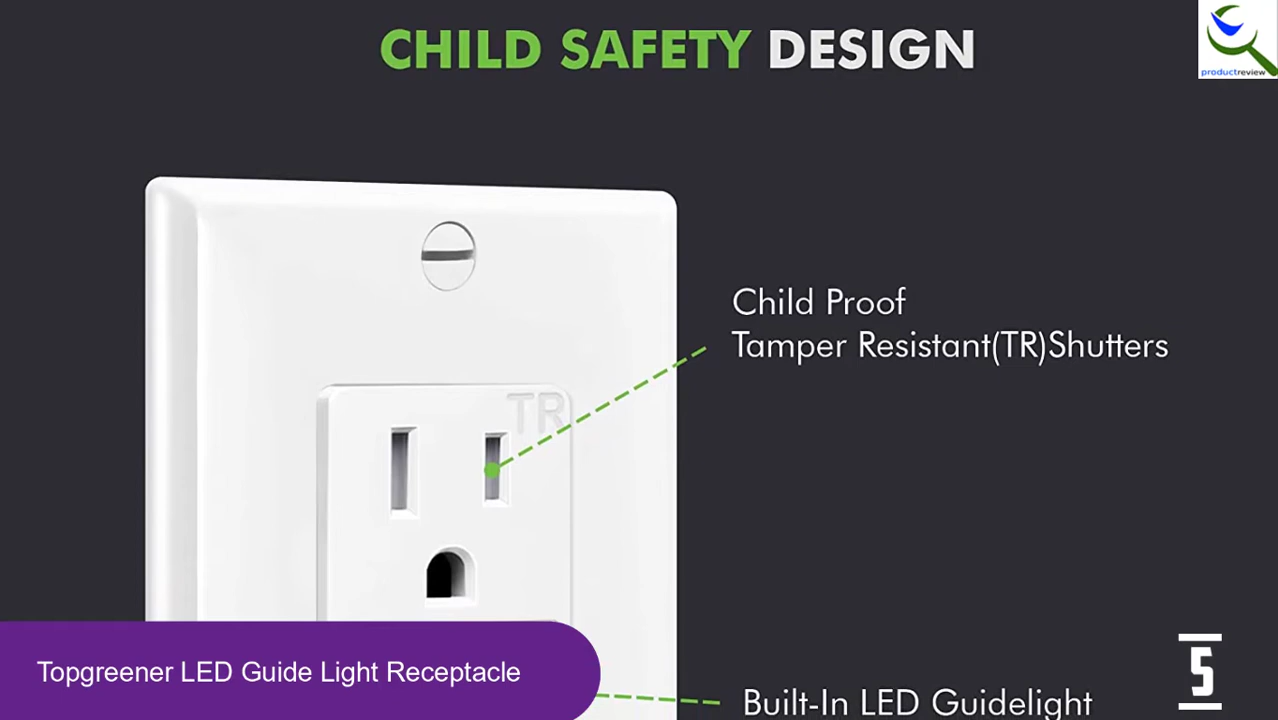 CHILD SAFETY DESIGN
productreview
Child Proof
Tamper Resistant(TR)Shutters
TR
Topgreener LED Guide Light Receptacle
Built-In LED Guidelight
5